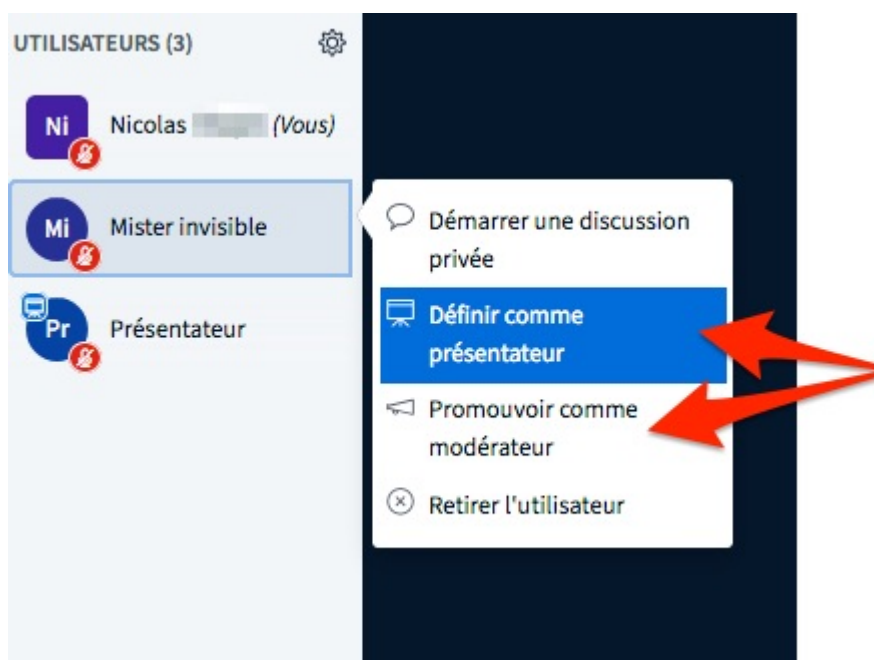 UTILISATEURS (3)
Ni
Nicolas (Vous)
Mi
Mister invisible
Pr
Présentateur
Démarrer une discussion
privée
Définir comme
présentateur
Promouvoir comme
modérateur
Retirer l'utilisateur